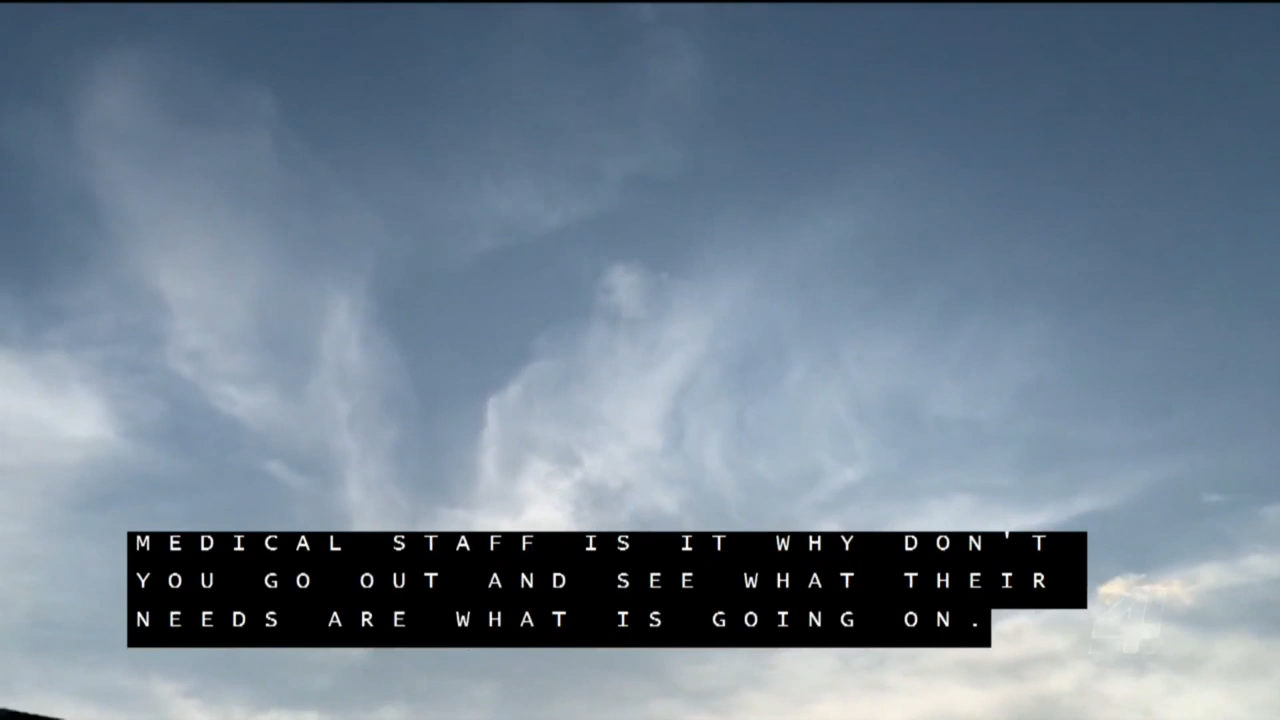 MEDICAL STAFF IS IT WHY DON'T
YOU GO OUT AND SEE WHAT THEIR
NEEDS ARE WHAT IS GOING ON.
4